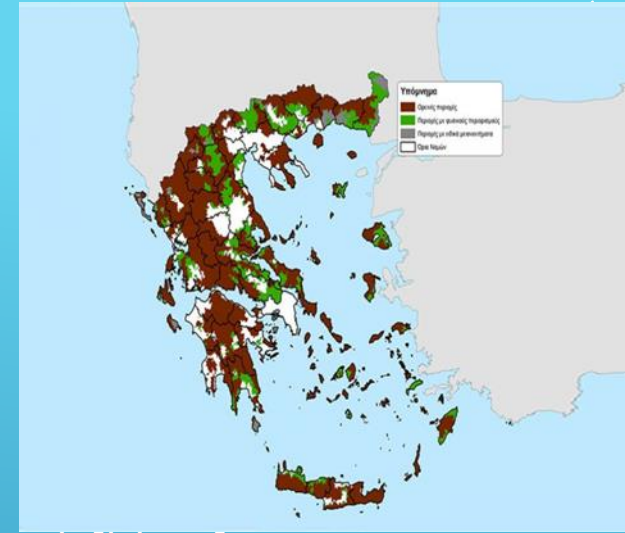 Υπόμνημα
Ορεινές περιοχές
Περιοχές με φυσικούς περιορισμούς
Περιοχές με ειδικά μειονεκτήματα
Όρια Νομών